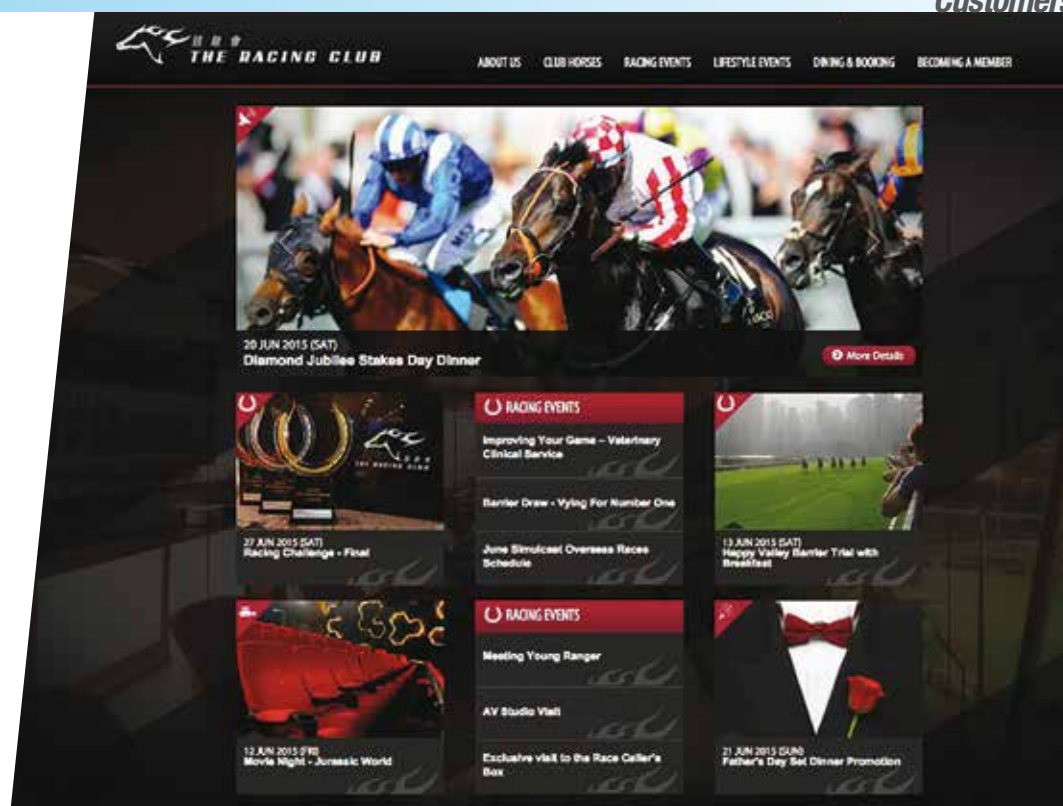 Customers
THE RACING CLUB
ABOUT US CLUB HORSES RACING EVENTS LIFESTYLE EVENTS DINING & BOOKING BECOMING A MEMBER
20 JUN 2015 (SAT)
Diamond Jubilee Stakes Day Dinner
More Details
THE RACING CLUB
27 JUN 2015 (SAT)
Racing Challenge - Final
RACING EVENTS
Improving Your Game – Veterinary
Clinical Service
Barrier Draw - Vying For Number One
June Simulcast Overseas Races
Schedule
13 JUN 2015 (SAT)
Happy Valley Barrier Trial with
Breakfast
12 JUN 2015 (FRI)
Movie Night - Jurassic World
RACING EVENTS
Meeting Young Ranger
AV Studio Visit
Exclusive visit to the Race Caller's
Box
21 JUN 2015 (SUN)
Father's Day Set Dinner Promotion